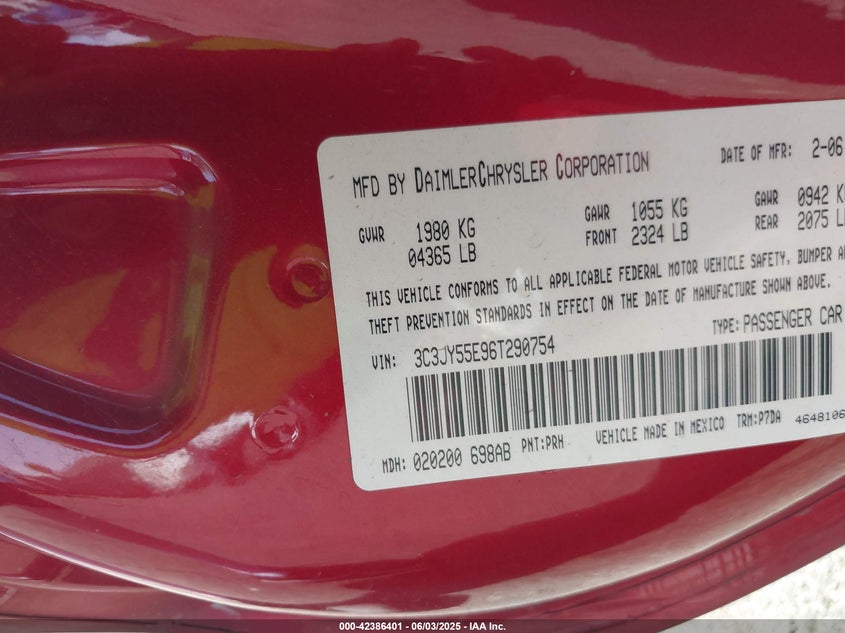 MFD BY DAIMLERCHRYSLER CORPORATION DATE OF MFR: 2-06
GVWR 1980 KG GAWR 1055 KG GAWR 0942 K
04365 LB FRONT 2324 LB REAR 2075 L
THIS VEHICLE CONFORMS TO ALL APPLICABLE FEDERAL MOTOR VEHICLE SAFETY, BUMPER A
THEFT PREVENTION STANDARDS IN EFFECT ON THE DATE OF MANUFACTURE SHOWN ABOVE.
VIN: 3C3JY55E96T290754 TYPE: PASSENGER CAR
MDH: 020200 698AB PNT:PRH VEHICLE MADE IN MEXICO TRM:P7DA 4648106
000-42386401 - 06/03/2025 - IAA Inc.